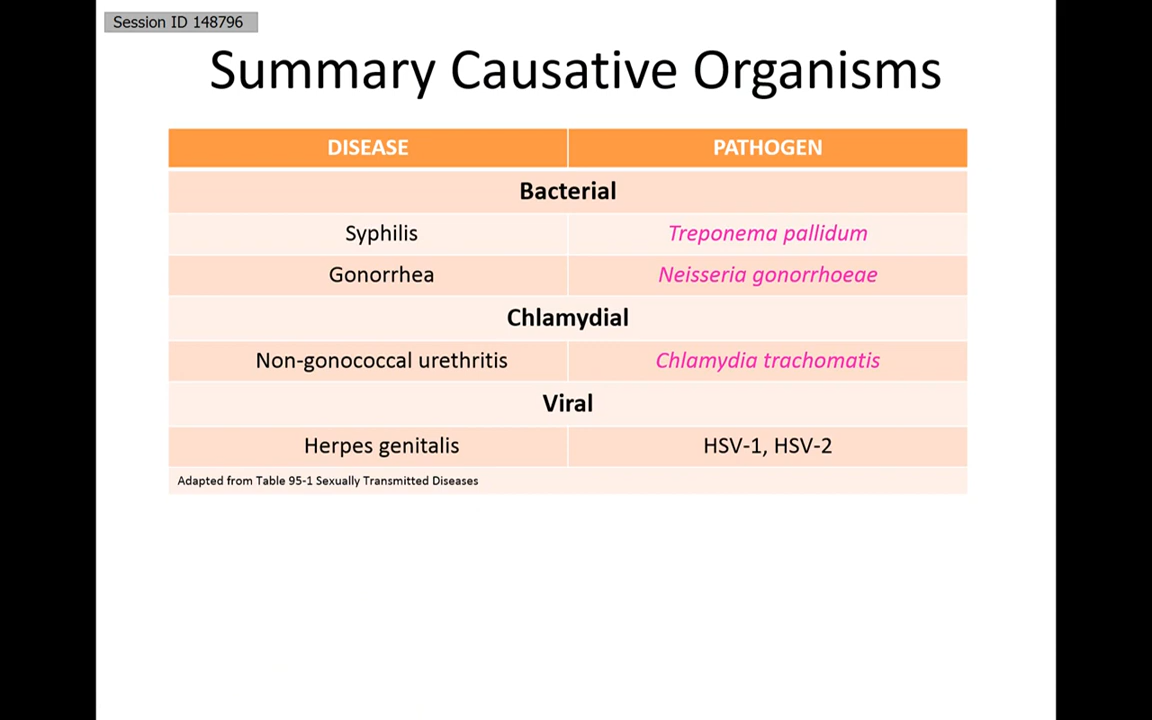 Session ID 148796
Summary Causative Organisms
DISEASE PATHOGEN
Bacterial
Syphilis Treponema pallidum
Gonorrhea Neisseria gonorrhoeae
Chlamydial
Non-gonococcal urethritis Chlamydia trachomatis
Viral
Herpes genitalis HSV-1, HSV-2
Adapted from Table 95-1 Sexually Transmitted Diseases